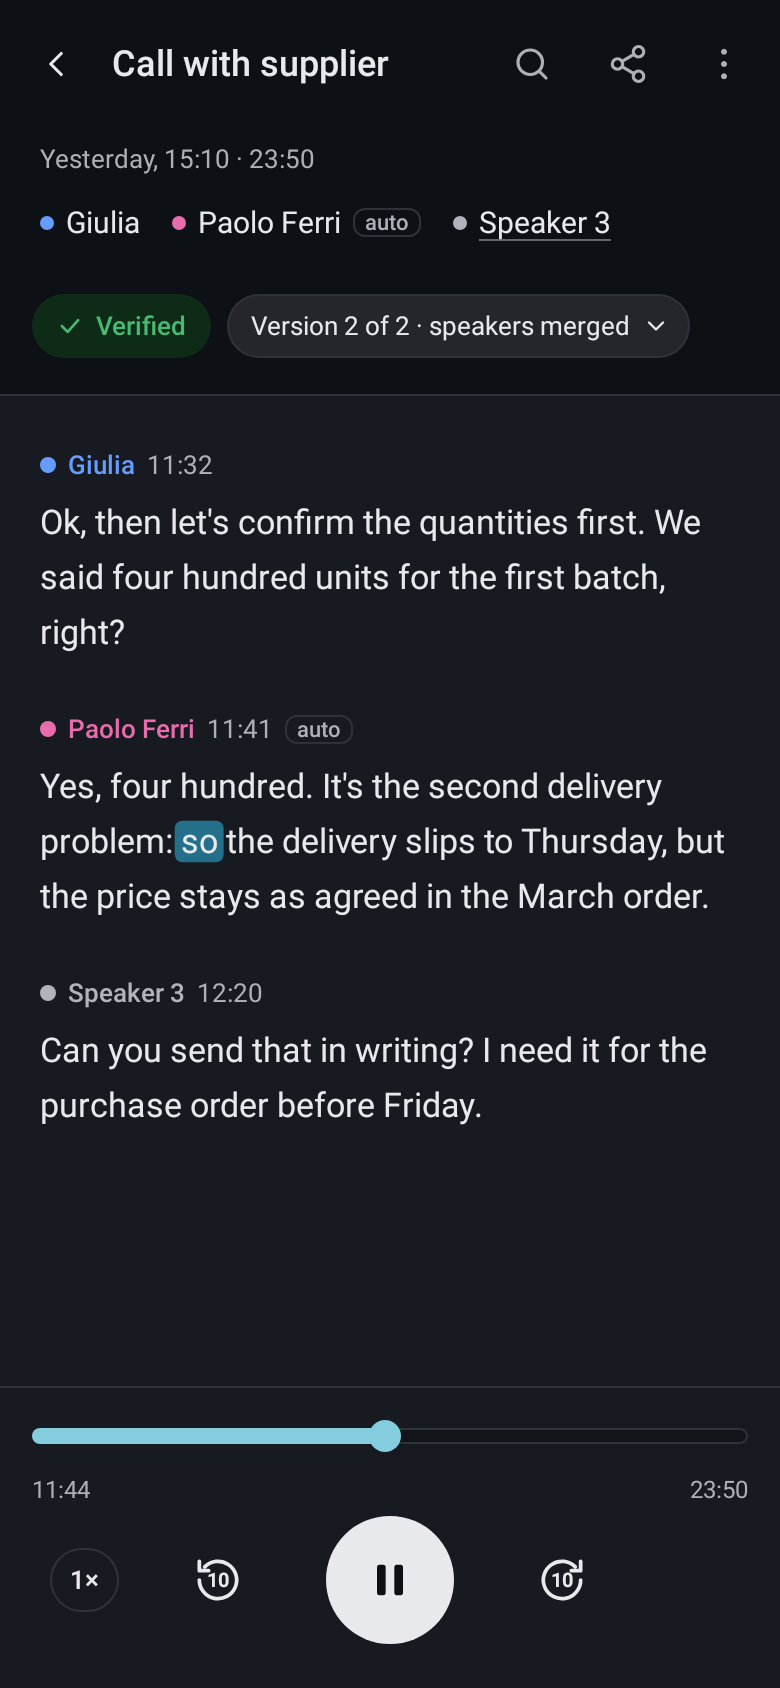 Call with supplier
Yesterday, 15:10 · 23:50
Giulia Paolo Ferri auto Speaker 3
Verified Version 2 of 2 · speakers merged
Giulia 11:32
Ok, then let's confirm the quantities first. We
said four hundred units for the first batch,
right?
Paolo Ferri 11:41 auto
Yes, four hundred. It's the second delivery
problem: so the delivery slips to Thursday, but
the price stays as agreed in the March order.
Speaker 3 12:20
Can you send that in writing? I need it for the
purchase order before Friday.
11:44 23:50
1× 10 10